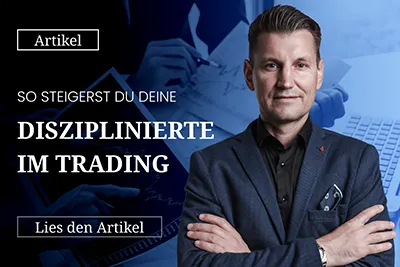 Artikel
SO STEIGERST DU DEINE
DISZIPLINIERTE
IM TRADING
Lies den Artikel